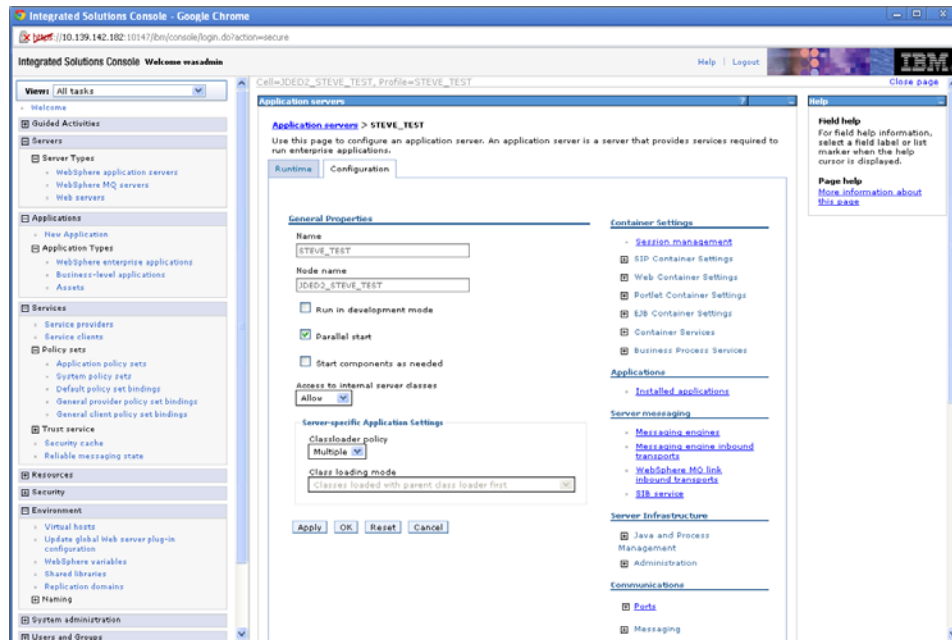 Integrated Solutions Console - Google Chrome
https://10.139.142.182:10147/ibm/console/login.do?action=secure
Integrated Solutions Console Welcome wasadmin
Help | Logout
IBM
View: All tasks
Welcome
Guided Activities
Servers
Server Types
WebSphere application servers
WebSphere MQ servers
Web servers
Applications
New Application
Application Types
WebSphere enterprise applications
Business-level applications
Assets
Services
Service providers
Service clients
Policy sets
Application policy sets
System policy sets
Default policy set bindings
General provider policy set bindings
General client policy set bindings
Trust service
Security cache
Reliable messaging state
Resources
Security
Environment
Virtual hosts
Update global Web server plug-in
configuration
WebSphere variables
Shared libraries
Replication domains
Naming
System administration
Users and Groups
Cell=JDED2_STEVE_TEST, Profile=STEVE_TEST
Close page
Application servers
?
Application servers > STEVE_TEST
Use this page to configure an application server. An application server is a server that provides services required to
run enterprise applications.
Runtime
Configuration
General Properties
Name
STEVE_TEST
Node name
JDED2_STEVE_TEST
Run in development mode
Parallel start
Start components as needed
Access to internal server classes
Allow
Server-specific Application Settings
Classloader policy
Multiple
Class loading mode
Classes loaded with parent class loader first
Apply OK Reset Cancel
Container Settings
Session management
SIP Container Settings
Web Container Settings
Portlet Container Settings
EJB Container Settings
Container Services
Business Process Services
Applications
Installed applications
Server messaging
Messaging engines
Messaging engine inbound
transports
WebSphere MQ link
inbound transports
SIB service
Server Infrastructure
Java and Process
Management
Administration
Communications
Ports
Messaging
Help
Field help
For field help information,
select a field label or list
marker when the help
cursor is displayed.
Page help
More information about
this page